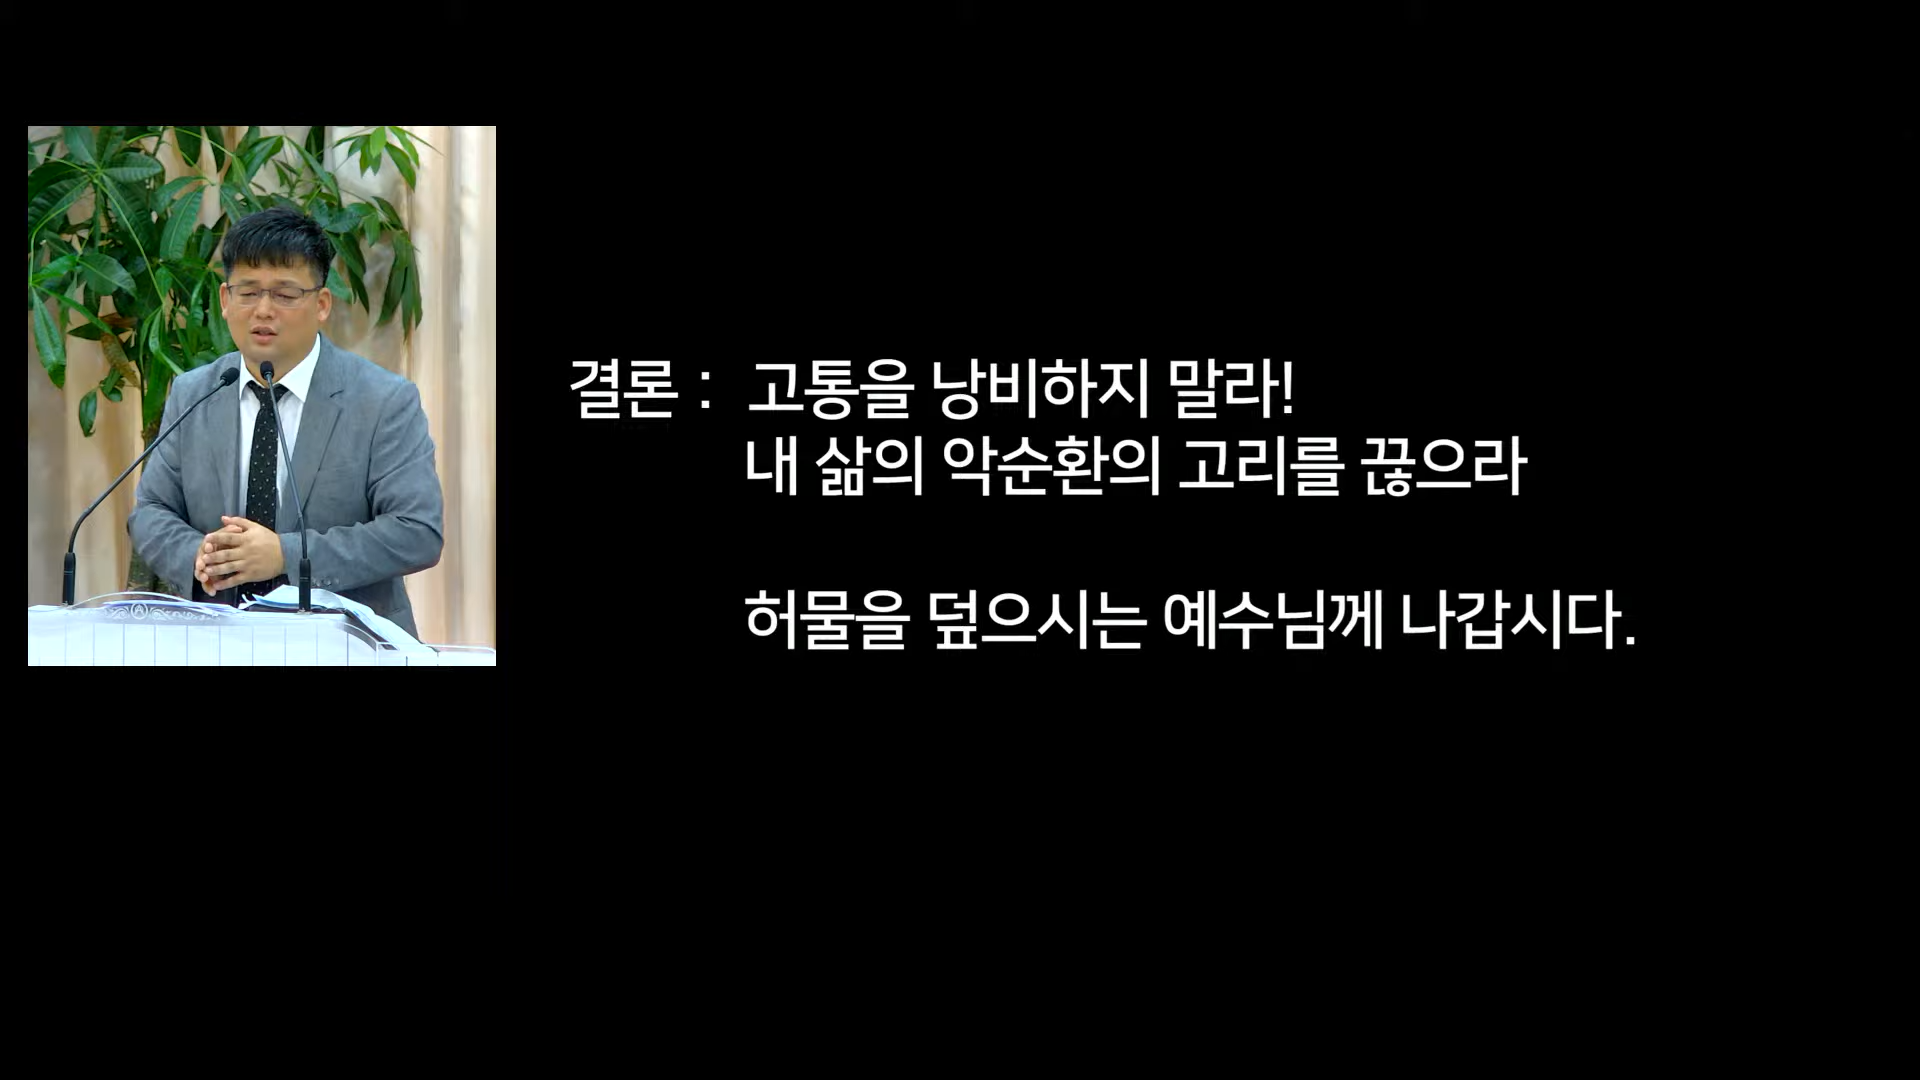 결론 : 고통을 낭비하지 말라!
내 삶의 악순환의 고리를 끊으라
허물을 덮으시는 예수님께 나갑시다.